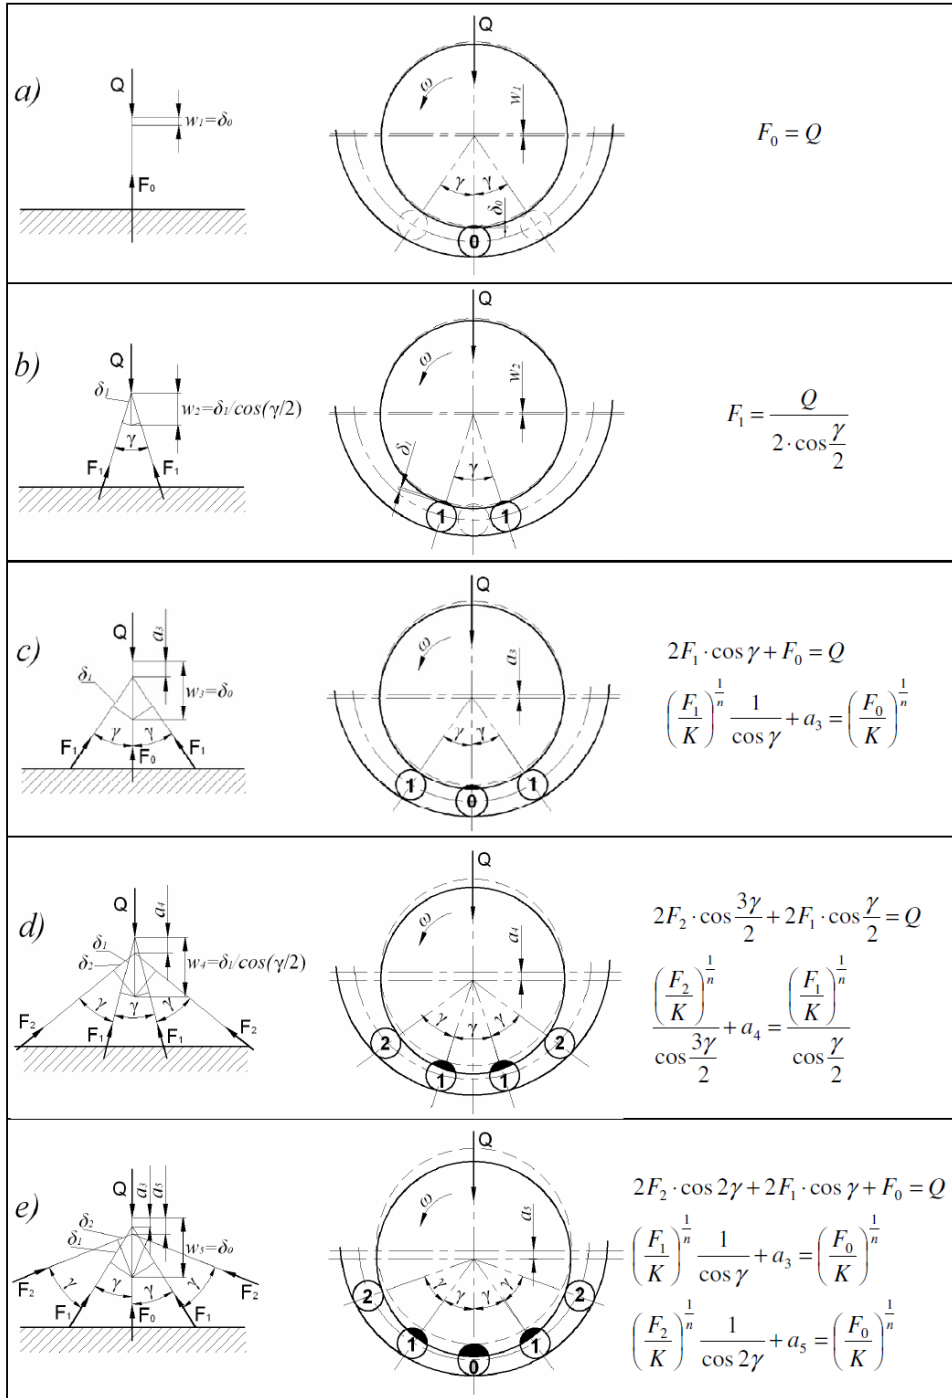 a)
Q
w₁=δ₀
F₀
Q
ω
w₁
γ γ
δ₀
0
F₀ = Q
b)
Q
δ₁
w₂=δ₁/cos(γ/2)
γ
F₁ F₁
Q
ω
w₂
δ₁
γ
1 1
F₁ = Q / (2 · cos γ/2)
c)
Q
a₃
δ₁
w₃=δ₀
γ γ
F₁ F₀ F₁
Q
ω
a₃
γ γ
1 0 1
2F₁ · cos γ + F₀ = Q
(F₁/K)^(1/n) 1/cos γ + a₃ = (F₀/K)^(1/n)
d)
Q
a₄
δ₁
δ₂
w₄=δ₁/cos(γ/2)
γ γ γ
F₂ F₁ F₁ F₂
Q
ω
a₄
γ γ γ
2 1 1 2
2F₂ · cos 3γ/2 + 2F₁ · cos γ/2 = Q
(F₂/K)^(1/n) / cos 3γ/2 + a₄ = (F₁/K)^(1/n) / cos γ/2
e)
Q
a₃ a₅
δ₂
δ₁
w₅=δ₀
γ γ γ γ
F₂ F₁ F₀ F₁ F₂
Q
ω
a₅
γ γ γ γ
2 1 0 1 2
2F₂ · cos 2γ + 2F₁ · cos γ + F₀ = Q
(F₁/K)^(1/n) 1/cos γ + a₃ = (F₀/K)^(1/n)
(F₂/K)^(1/n) 1/cos 2γ + a₅ = (F₀/K)^(1/n)